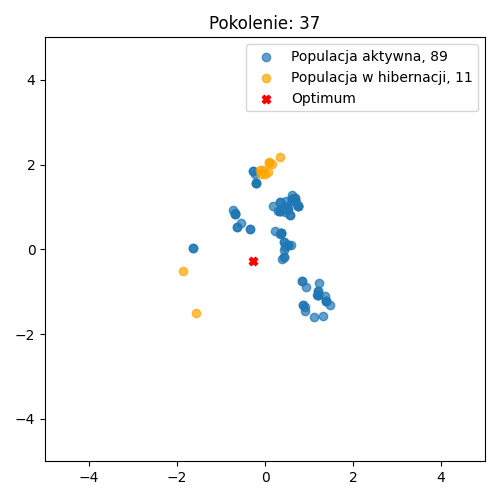 Pokolenie: 37
Populacja aktywna, 89
Populacja w hibernacji, 11
Optimum
4
2
0
−2
−4
−4
−2
0
2
4